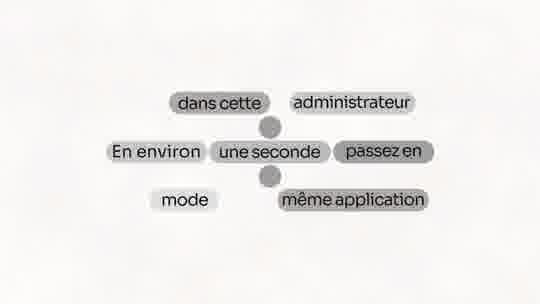 dans cette administrateur
En environ une seconde passez en
mode même application